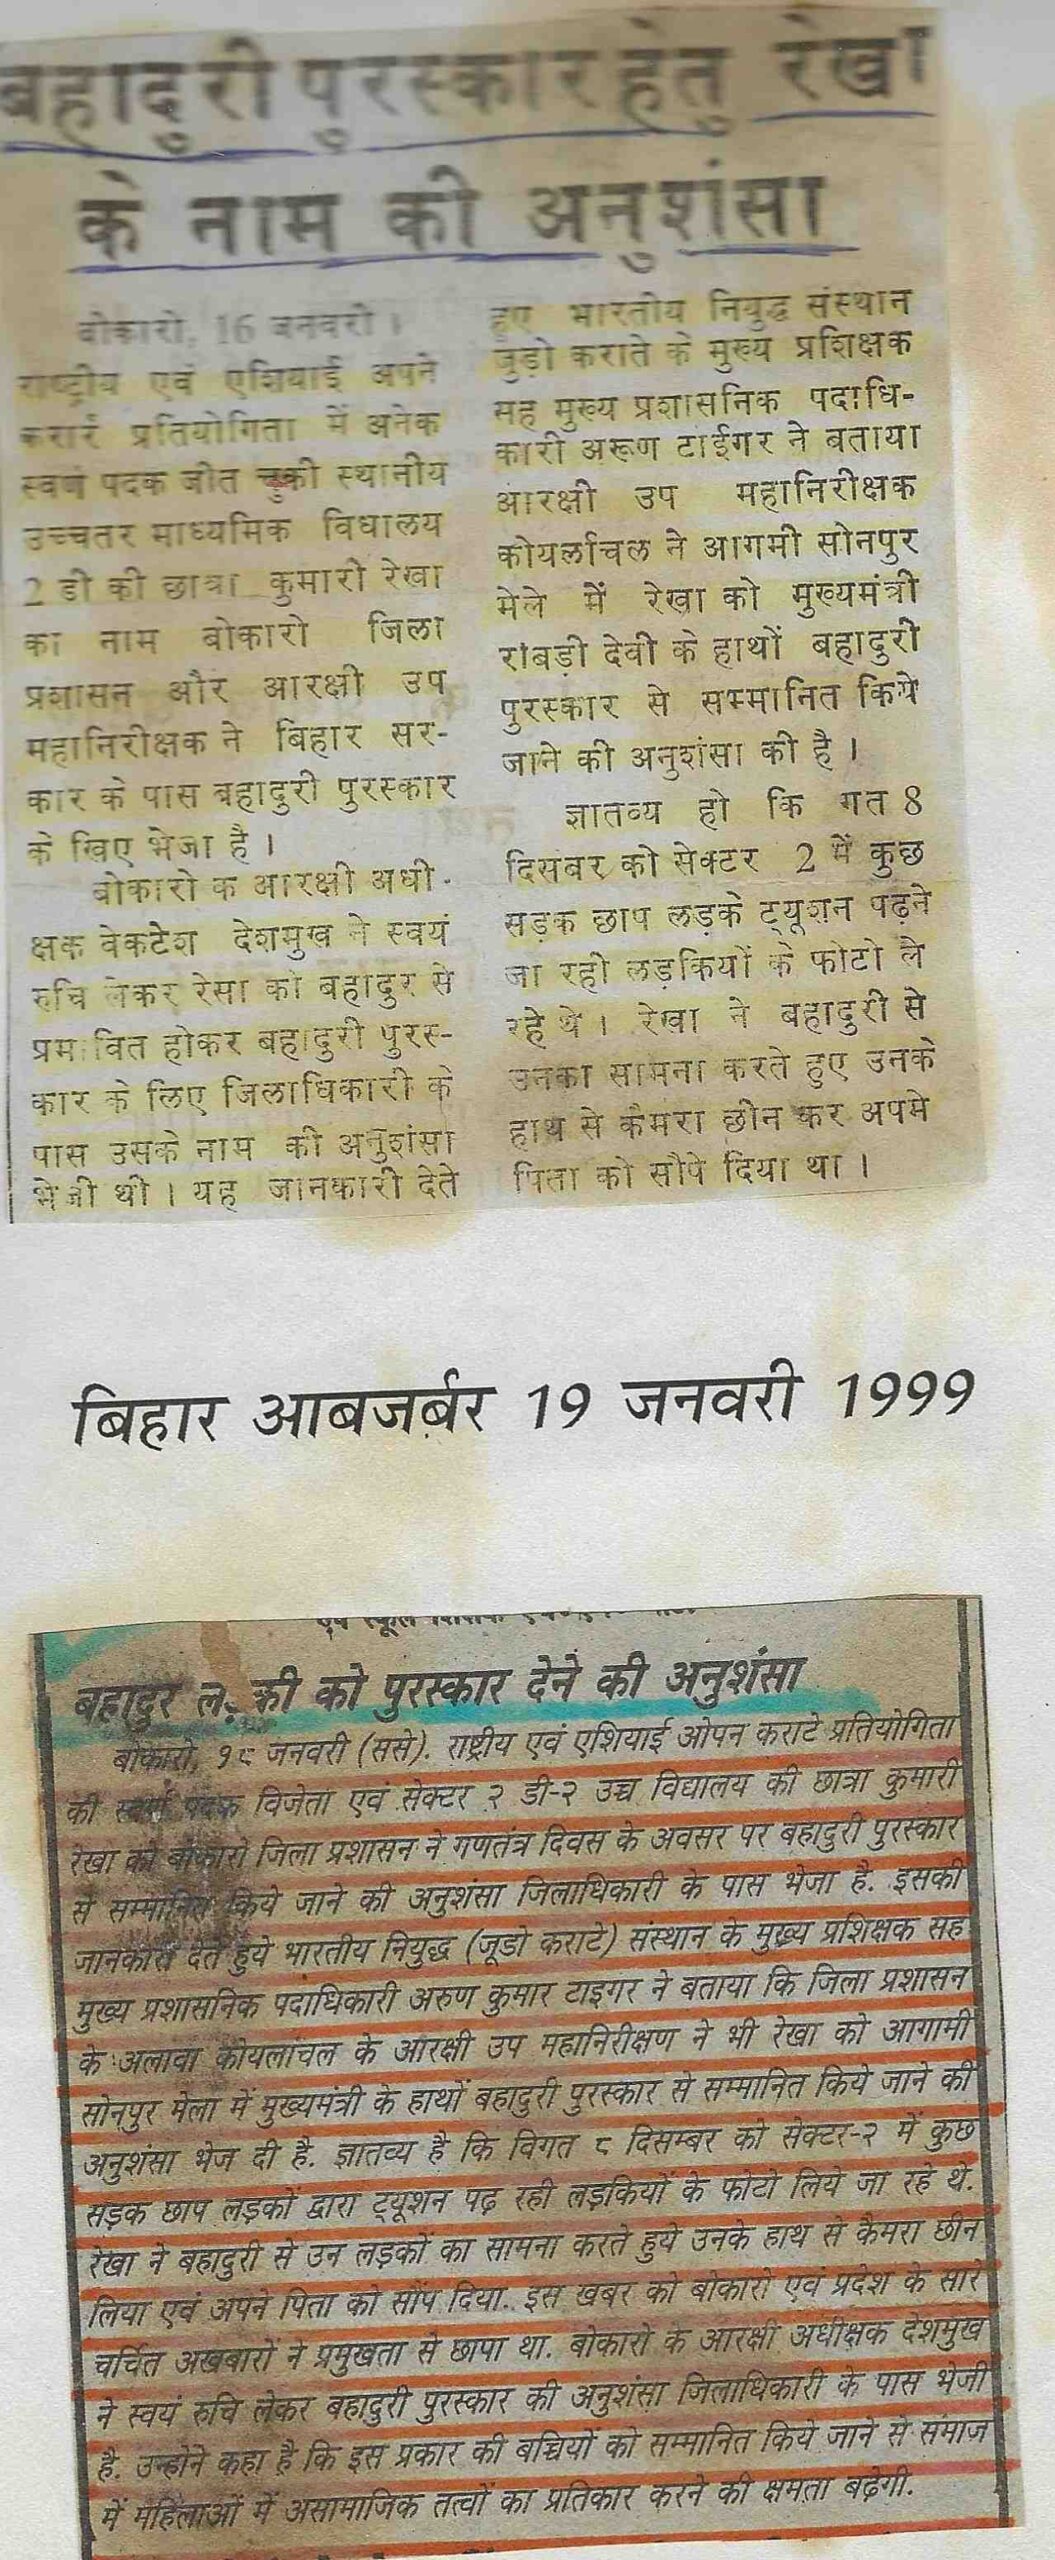 बहादुरी पुरस्कार हेतु रेखा
के नाम की अनुशंसा
बोकारो, 16 जनवरी ।
राष्ट्रीय एवं एशियाई अपने
करारं प्रतियोगिता में अनेक
स्वर्ण पदक जीत चुकी स्थानीय
उच्चतर माध्यमिक विधालय
2 डी की छात्रा कुमारी रेखा
का नाम बोकारो जिला
प्रशासन और आरक्षी उप
महानिरीक्षक ने बिहार सर-
कार के पास बहादुरी पुरस्कार
के खिए भेजा है ।
बोकारो क आरक्षी अधी-
क्षक वेकटेश देशमुख ने स्वयं
रुचि लेकर रेसा को बहादुर से
प्रभावित होकर बहादुरी पुरस-
कार के लिए जिलाधिकारी के
पास उसके नाम की अनुशंसा
भेजी थी । यह जानकारी देते
हुए भारतीय नियुद्ध संस्थान
जुडो कराते के मुख्य प्रशिक्षक
सह मुख्य प्रशासनिक पदाधि-
कारी अरूण टाईगर ने बताया
आरक्षी उप महानिरीक्षक
कोयलांचल ने आगमी सोनपुर
मेले में रेखा को मुख्यमंत्री
राबड़ी देवी के हाथों बहादुरी
पुरस्कार से सम्मानित किये
जाने की अनुशंसा की है ।
ज्ञातव्य हो कि गत 8
दिसंबर को सेक्टर 2 में कुछ
सड़क छाप लड़के ट्यूशन पढ़ने
जा रही लड़कियों के फोटो ले
रहे थे । रेखा ने बहादुरी से
उनका सामना करते हुए उनके
हाथ से कैमरा छीन कर अपमे
पिता को सौपे दिया था ।
बिहार आबजर्बर 19 जनवरी 1999
बहादुर ल.ड़की को पुरस्कार देने की अनुशंसा
बोकारो, १८ जनवरी (ससे). राष्ट्रीय एवं एशियाई ओपन कराटे प्रतियोगिता
की स्वर्ण पदक विजेता एवं सेक्टर २ डी-२ उच्च विद्यालय की छात्रा कुमारी
रेखा को बोकारो जिला प्रशासन ने गणतंत्र दिवस के अवसर पर बहादुरी पुरस्कार
से सम्मानित किये जाने की अनुशंसा जिलाधिकारी के पास भेजा है. इसकी
जानकारी देते हुये भारतीय नियुद्ध (जूडो कराटे) संस्थान के मुख्य प्रशिक्षक सह
मुख्य प्रशासनिक पदाधिकारी अरुण कुमार टाइगर ने बताया कि जिला प्रशासन
के अलावा कोयलांचल के आरक्षी उप महानिरीक्षण ने भी रेखा को आगामी
सोनपुर मेला में मुख्यमंत्री के हाथों बहादुरी पुरस्कार से सम्मानित किये जाने की
अनुशंसा भेज दी है. ज्ञातव्य है कि विगत ८ दिसम्बर को सेक्टर-२ में कुछ
सड़क छाप लड़कों द्वारा ट्यूशन पढ़ रही लड़कियों के फोटो लिये जा रहे थे.
रेखा ने बहादुरी से उन लड़कों का सामना करते हुये उनके हाथ से कैमरा छीन
लिया एवं अपने पिता को सौंप दिया. इस खबर को बोकारो एवं प्रदेश के सारे
चर्चित अखबारों ने प्रमुखता से छापा था. बोकारो के आरक्षी अधीक्षक देशमुख
ने स्वयं रुचि लेकर बहादुरी पुरस्कार की अनुशंसा जिलाधिकारी के पास भेजी
है. उन्होंने कहा है कि इस प्रकार की बच्चियों को सम्मानित किये जाने से समाज
में महिलाओं में असामाजिक तत्वों का प्रतिकार करने की क्षमता बढ़ेगी.